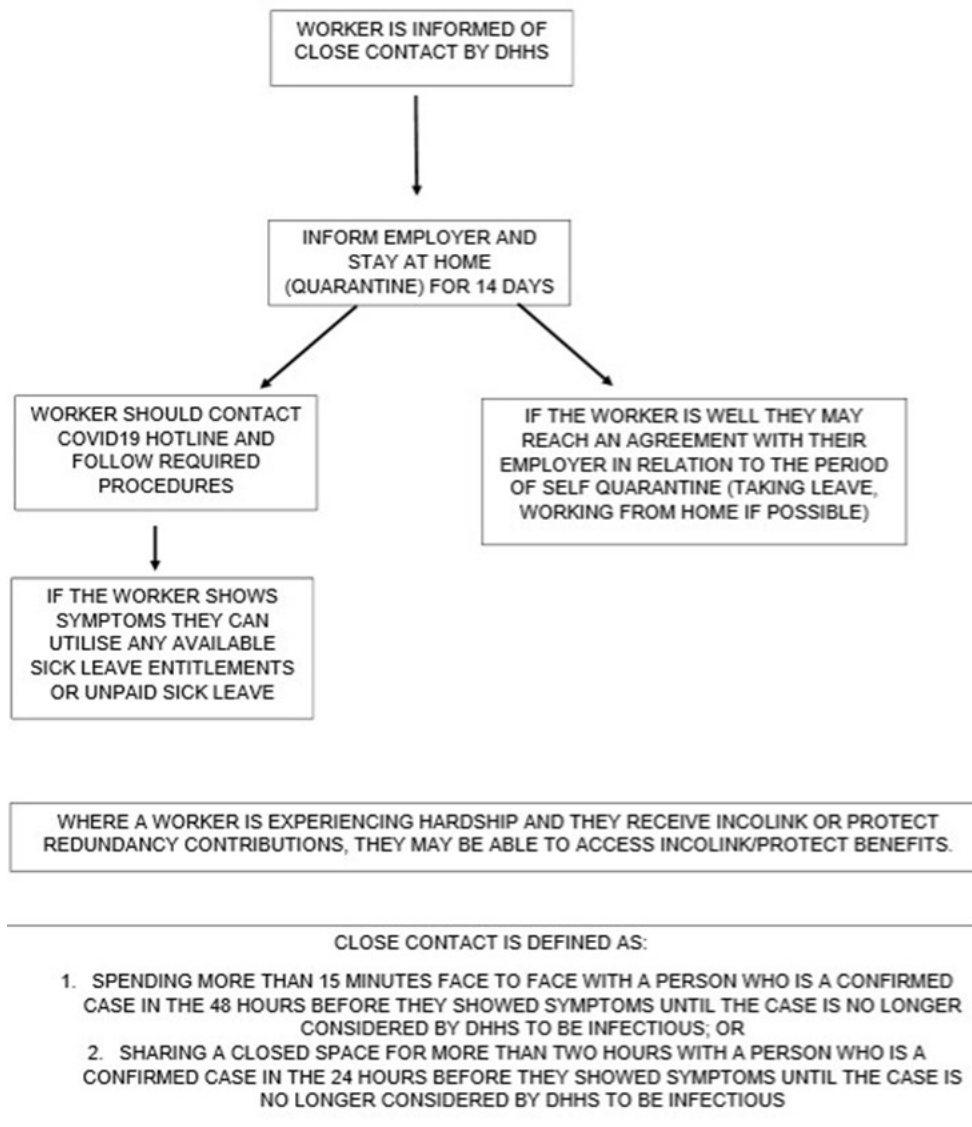 WORKER IS INFORMED OF
CLOSE CONTACT BY DHHS
INFORM EMPLOYER AND
STAY AT HOME
(QUARANTINE) FOR 14 DAYS
WORKER SHOULD CONTACT
COVID19 HOTLINE AND
FOLLOW REQUIRED
PROCEDURES
IF THE WORKER IS WELL THEY MAY
REACH AN AGREEMENT WITH THEIR
EMPLOYER IN RELATION TO THE PERIOD
OF SELF QUARANTINE (TAKING LEAVE,
WORKING FROM HOME IF POSSIBLE)
IF THE WORKER SHOWS
SYMPTOMS THEY CAN
UTILISE ANY AVAILABLE
SICK LEAVE ENTITLEMENTS
OR UNPAID SICK LEAVE
WHERE A WORKER IS EXPERIENCING HARDSHIP AND THEY RECEIVE INCOLINK OR PROTECT
REDUNDANCY CONTRIBUTIONS, THEY MAY BE ABLE TO ACCESS INCOLINK/PROTECT BENEFITS.
CLOSE CONTACT IS DEFINED AS:
1. SPENDING MORE THAN 15 MINUTES FACE TO FACE WITH A PERSON WHO IS A CONFIRMED
CASE IN THE 48 HOURS BEFORE THEY SHOWED SYMPTOMS UNTIL THE CASE IS NO LONGER
CONSIDERED BY DHHS TO BE INFECTIOUS; OR
2. SHARING A CLOSED SPACE FOR MORE THAN TWO HOURS WITH A PERSON WHO IS A
CONFIRMED CASE IN THE 24 HOURS BEFORE THEY SHOWED SYMPTOMS UNTIL THE CASE IS
NO LONGER CONSIDERED BY DHHS TO BE INFECTIOUS